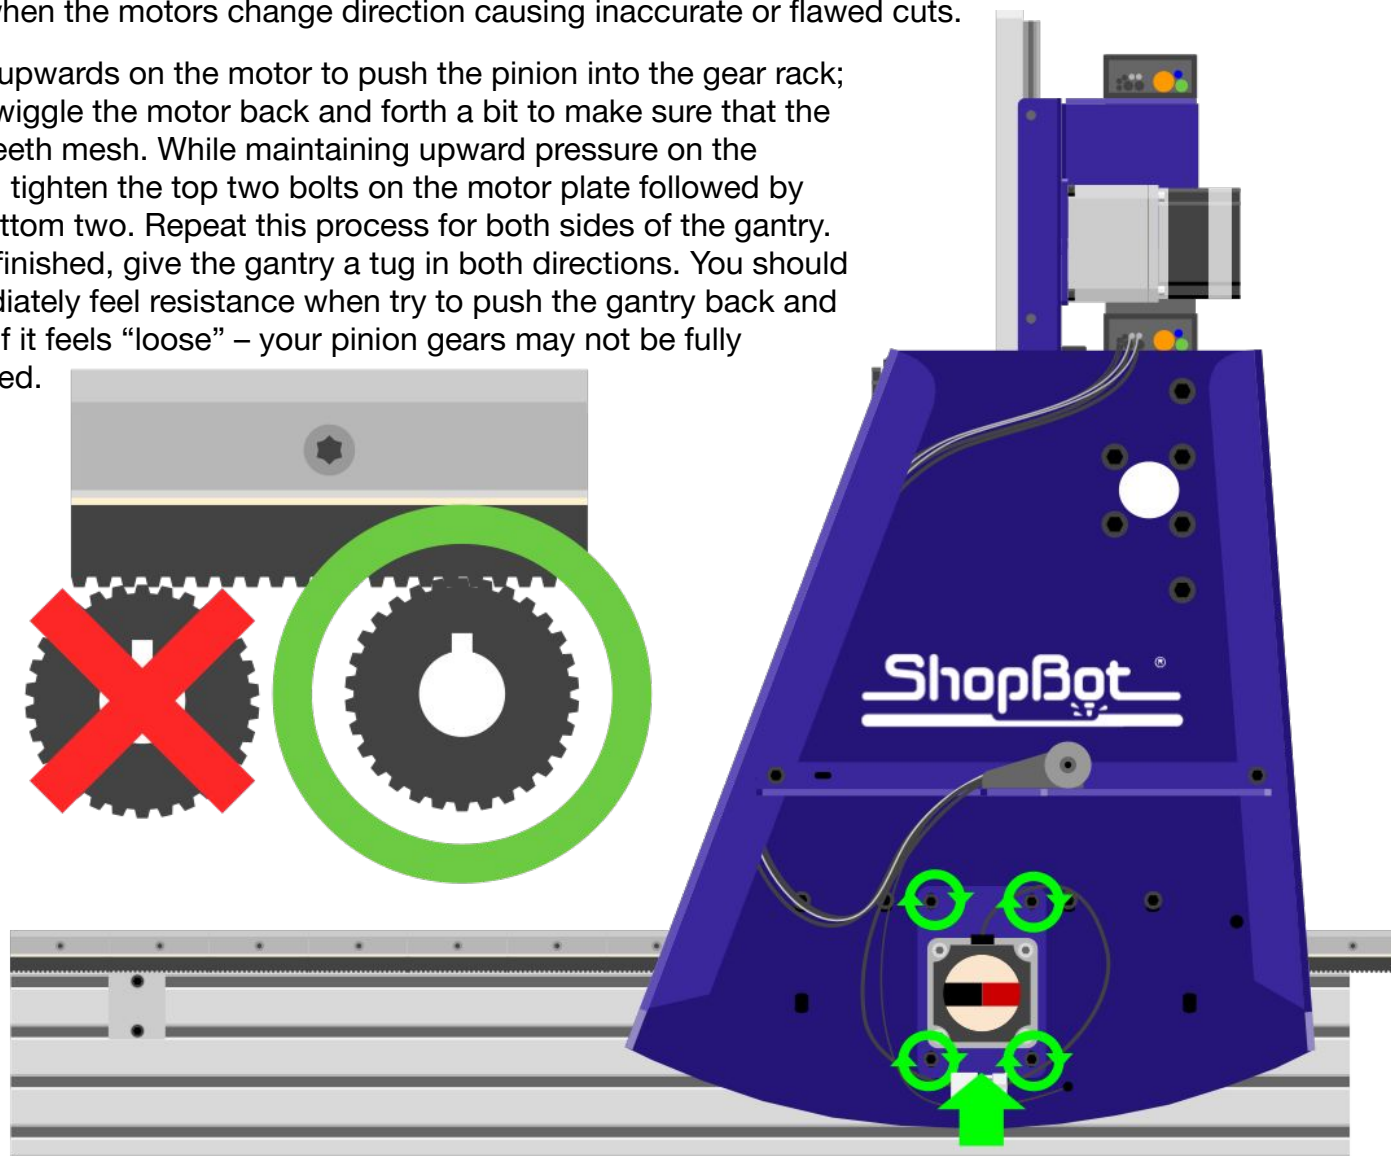 when the motors change direction causing inaccurate or flawed cuts.
upwards on the motor to push the pinion into the gear rack;
wiggle the motor back and forth a bit to make sure that the
eeth mesh. While maintaining upward pressure on the
tighten the top two bolts on the motor plate followed by
ttom two. Repeat this process for both sides of the gantry.
finished, give the gantry a tug in both directions. You should
diately feel resistance when try to push the gantry back and
f it feels “loose” – your pinion gears may not be fully
ed.
ShopBot ®